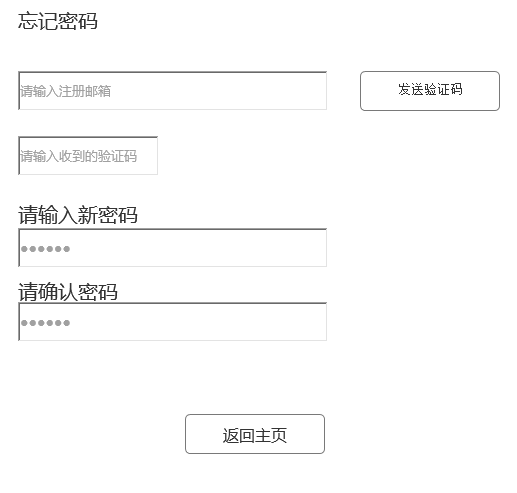 忘记密码
请输入注册邮箱
发送验证码
请输入收到的验证码
请输入新密码
●●●●●●
请确认密码
●●●●●●
返回主页